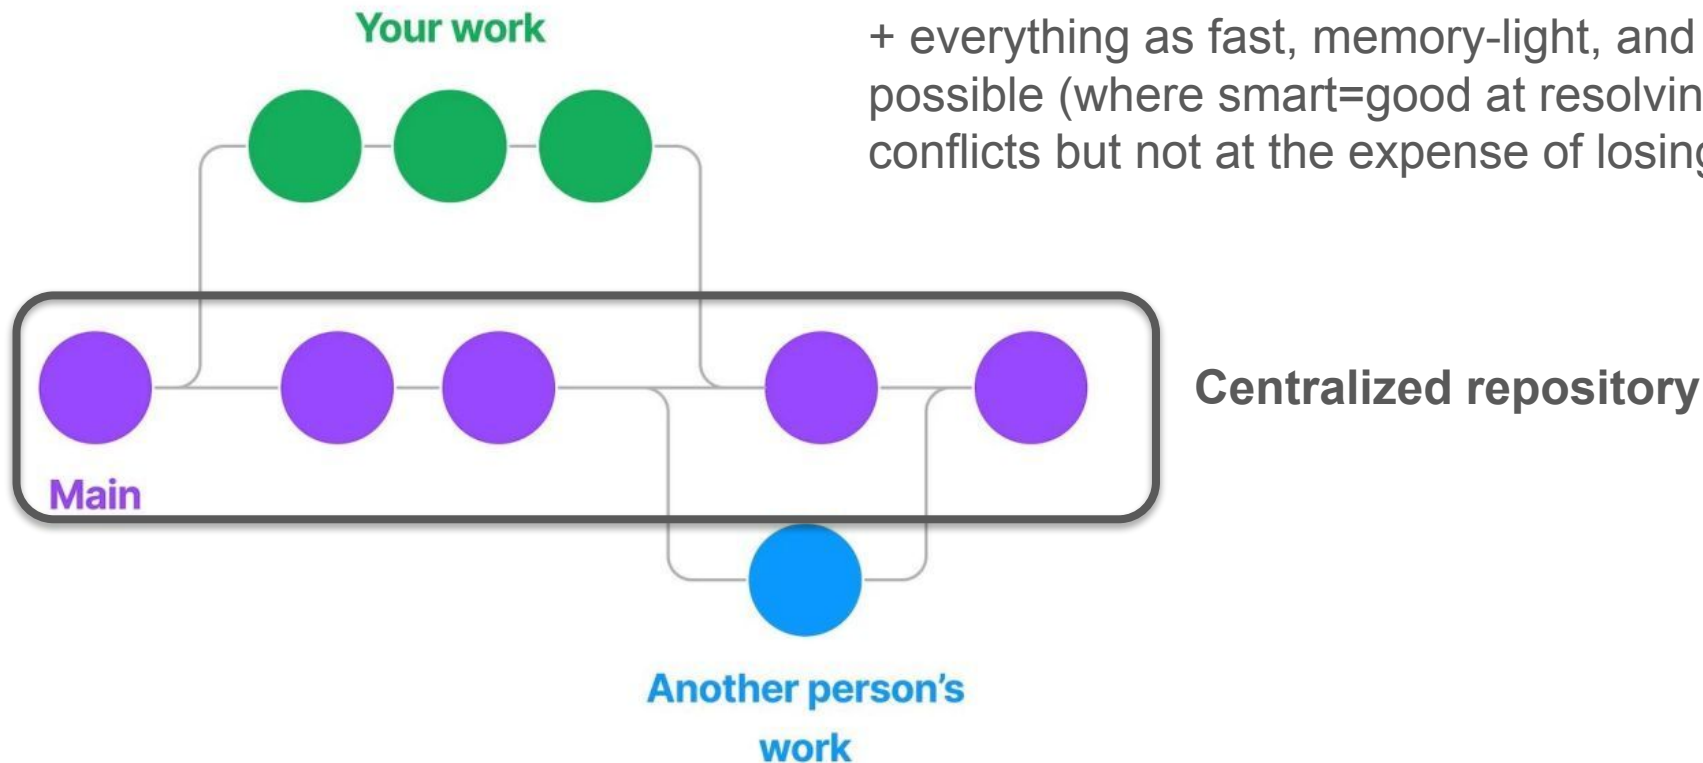 Your work
+ everything as fast, memory-light, and
possible (where smart=good at resolvin
conflicts but not at the expense of losing
Centralized repository
Main
Another person's
work